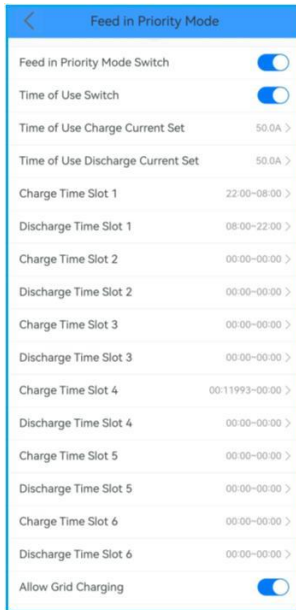 Feed in Priority Mode
Feed in Priority Mode Switch
Time of Use Switch
Time of Use Charge Current Set 50.0A >
Time of Use Discharge Current Set 50.0A >
Charge Time Slot 1 22:00~08:00 >
Discharge Time Slot 1 08:00~22:00 >
Charge Time Slot 2 00:00~00:00 >
Discharge Time Slot 2 00:00~00:00 >
Charge Time Slot 3 00:00~00:00 >
Discharge Time Slot 3 00:00~00:00 >
Charge Time Slot 4 00:11993~00:00 >
Discharge Time Slot 4 00:00~00:00 >
Charge Time Slot 5 00:00~00:00 >
Discharge Time Slot 5 00:00~00:00 >
Charge Time Slot 6 00:00~00:00 >
Discharge Time Slot 6 00:00~00:00 >
Allow Grid Charging